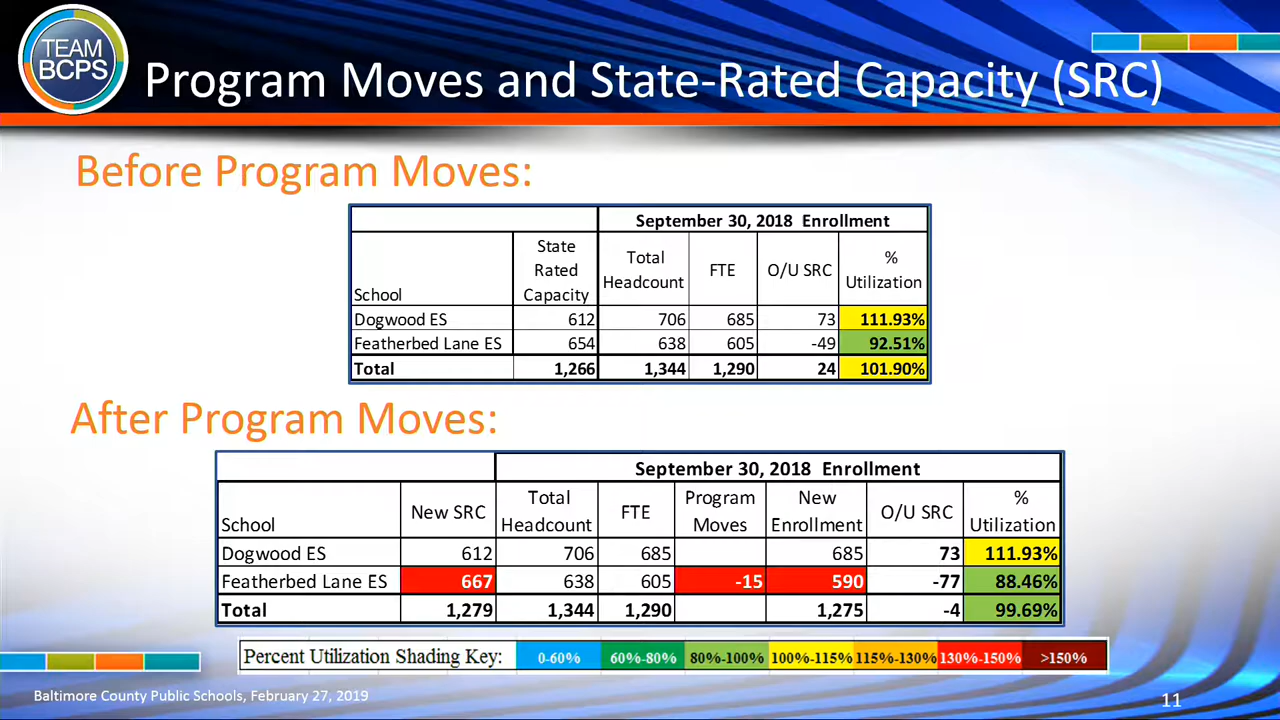 TEAM
BCPS
Program Moves and State-Rated Capacity (SRC)
Before Program Moves:
September 30, 2018 Enrollment
School State Rated Capacity Total Headcount FTE O/U SRC % Utilization
Dogwood ES 612 706 685 73 111.93%
Featherbed Lane ES 654 638 605 -49 92.51%
Total 1,266 1,344 1,290 24 101.90%
After Program Moves:
September 30, 2018 Enrollment
School New SRC Total Headcount FTE Program Moves New Enrollment O/U SRC % Utilization
Dogwood ES 612 706 685 685 73 111.93%
Featherbed Lane ES 667 638 605 -15 590 -77 88.46%
Total 1,279 1,344 1,290 1,275 -4 99.69%
Percent Utilization Shading Key: 0-60% 60%-80% 80%-100% 100%-115% 115%-130% 130%-150% >150%
Baltimore County Public Schools, February 27, 2019
11